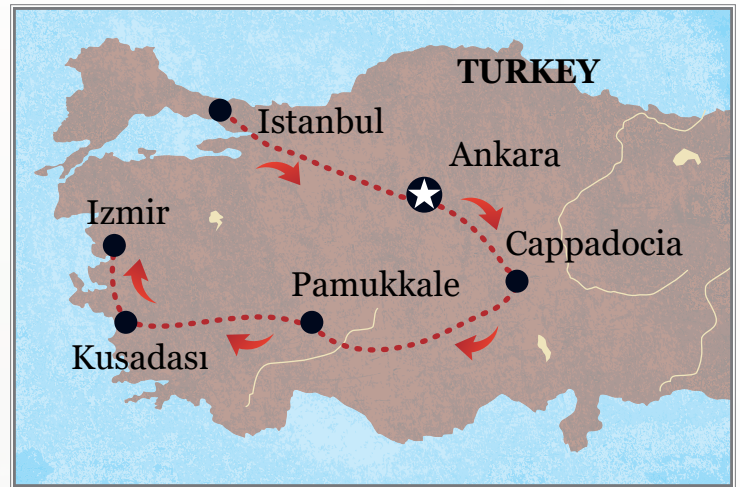 TURKEY
Istanbul
Ankara
Izmir
Cappadocia
Pamukkale
Kusadası